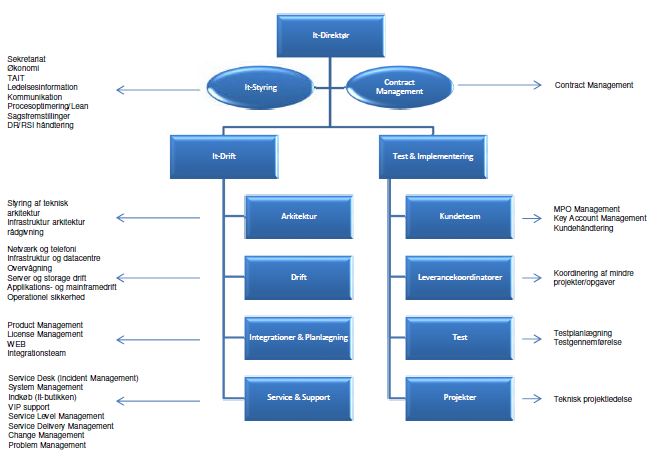 It-Direktør
Sekretariat
Økonomi
TAIT
Ledelsesinformation
Kommunikation
Procesoptimering/Lean
Sagsfremstillinger
DR/RSI håndtering
It-Styring
Contract
Management
Contract Management
It-Drift
Test & Implementering
Styring af teknisk
arkitektur
Infrastruktur arkitektur
rådgivning
Arkitektur
Kundeteam
MPO Management
Key Account Management
Kundehåndtering
Netværk og telefoni
Infrastruktur og datacentre
Overvågning
Server og storage drift
Applikations- og mainframedrift
Operationel sikkerhed
Drift
Leverancekoordinatorer
Koordinering af mindre
projekter/opgaver
Product Management
License Management
WEB
Integrationsteam
Integrationer & Planlægning
Test
Testplanlægning
Testgennemførelse
Service Desk (Incident Management)
System Management
Indkøb (It-butikken)
VIP support
Service Level Management
Service Delivery Management
Change Management
Problem Management
Service & Support
Projekter
Teknisk projektledelse